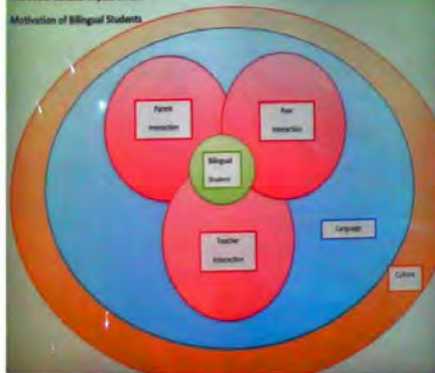 Motivation of Bilingual Students
Parent
Interaction
Peer
Interaction
Bilingual
Student
Teacher
Interaction
Language
Culture